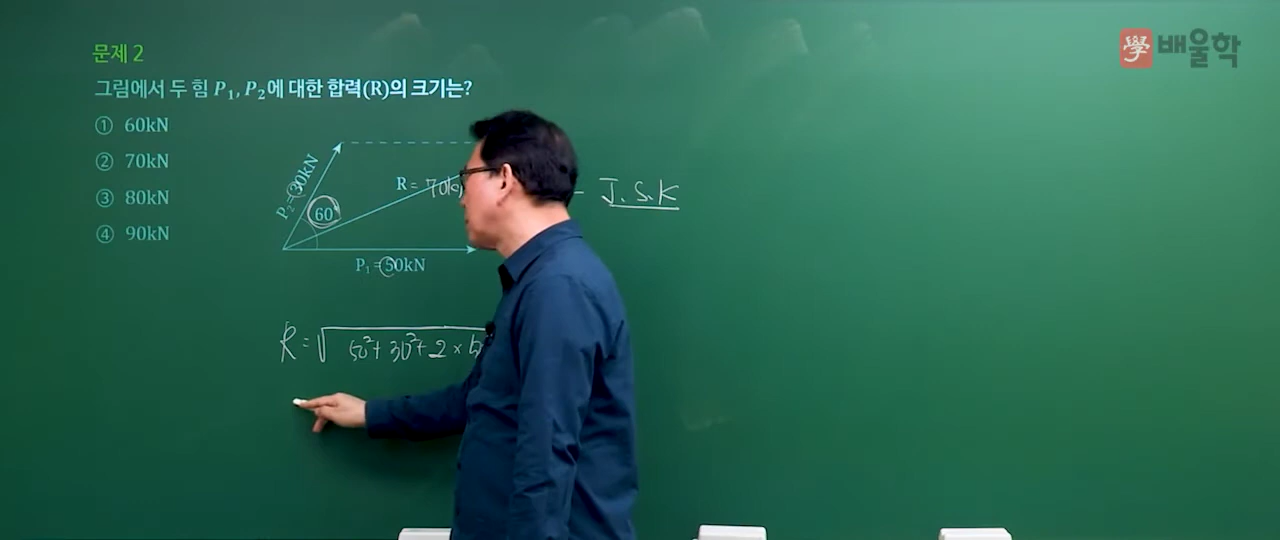 學 배울학
문제 2
그림에서 두 힘 P₁, P₂에 대한 합력(R)의 크기는?
① 60kN
② 70kN
③ 80kN
④ 90kN
P₂=30kN
60°
R = 70k
J.S.K
P₁=50kN
R = √ 50²+ 30²+ 2 × 5